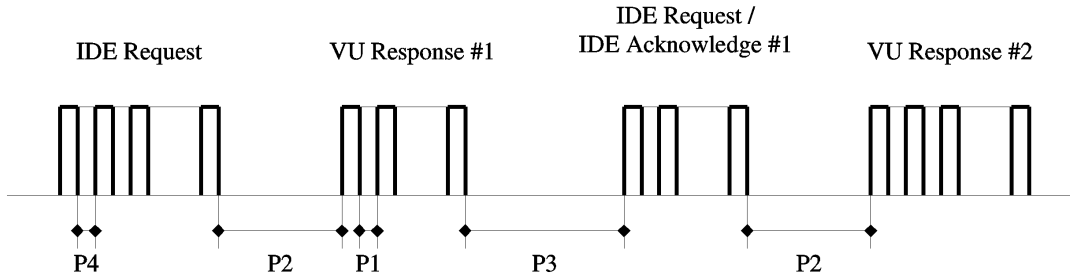 IDE Request
VU Response #1
IDE Request /
IDE Acknowledge #1
VU Response #2
P4
P2
P1
P3
P2